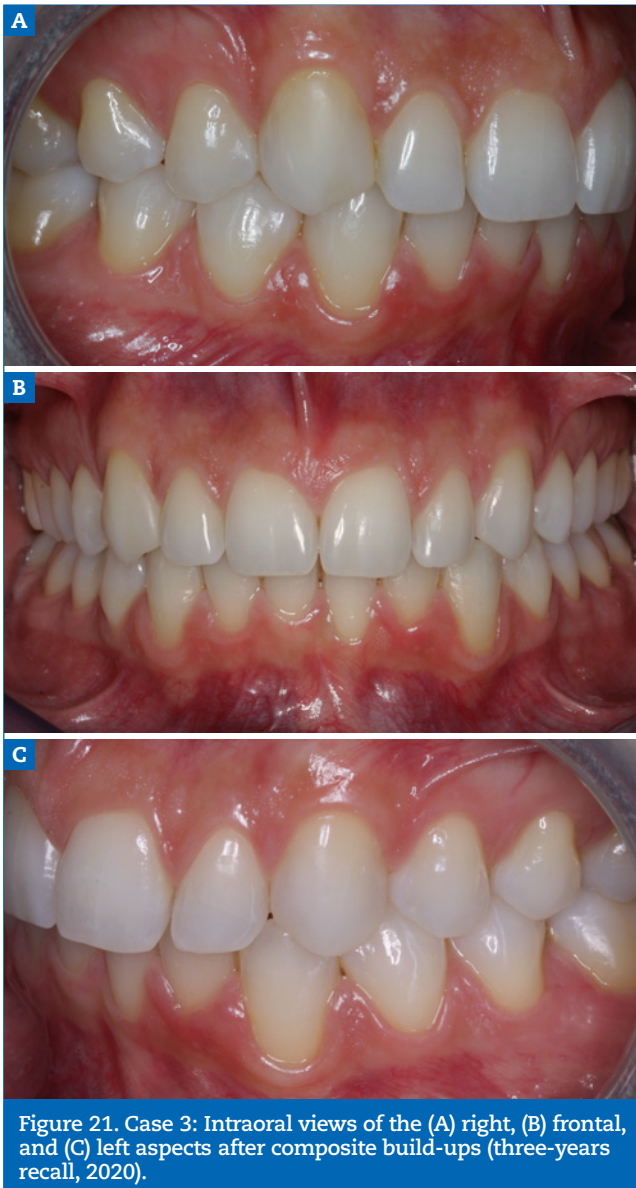 A
B
C
Figure 21. Case 3: Intraoral views of the (A) right, (B) frontal,
and (C) left aspects after composite build-ups (three-years
recall, 2020).